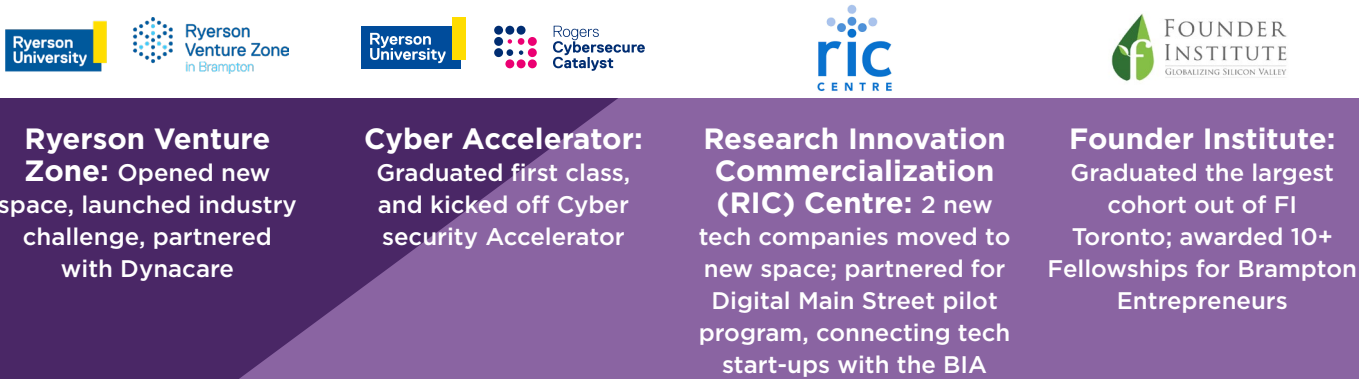 Ryerson
University
Ryerson
Venture Zone
in Brampton
Ryerson
University
Rogers
Cybersecure
Catalyst
ric
CENTRE
FOUNDER
INSTITUTE
GLOBALIZING SILICON VALLEY
Ryerson Venture
Zone: Opened new
space, launched industry
challenge, partnered
with Dynacare
Cyber Accelerator:
Graduated first class,
and kicked off Cyber
security Accelerator
Research Innovation
Commercialization
(RIC) Centre: 2 new
tech companies moved to
new space; partnered for
Digital Main Street pilot
program, connecting tech
start-ups with the BIA
Founder Institute:
Graduated the largest
cohort out of FI
Toronto; awarded 10+
Fellowships for Brampton
Entrepreneurs